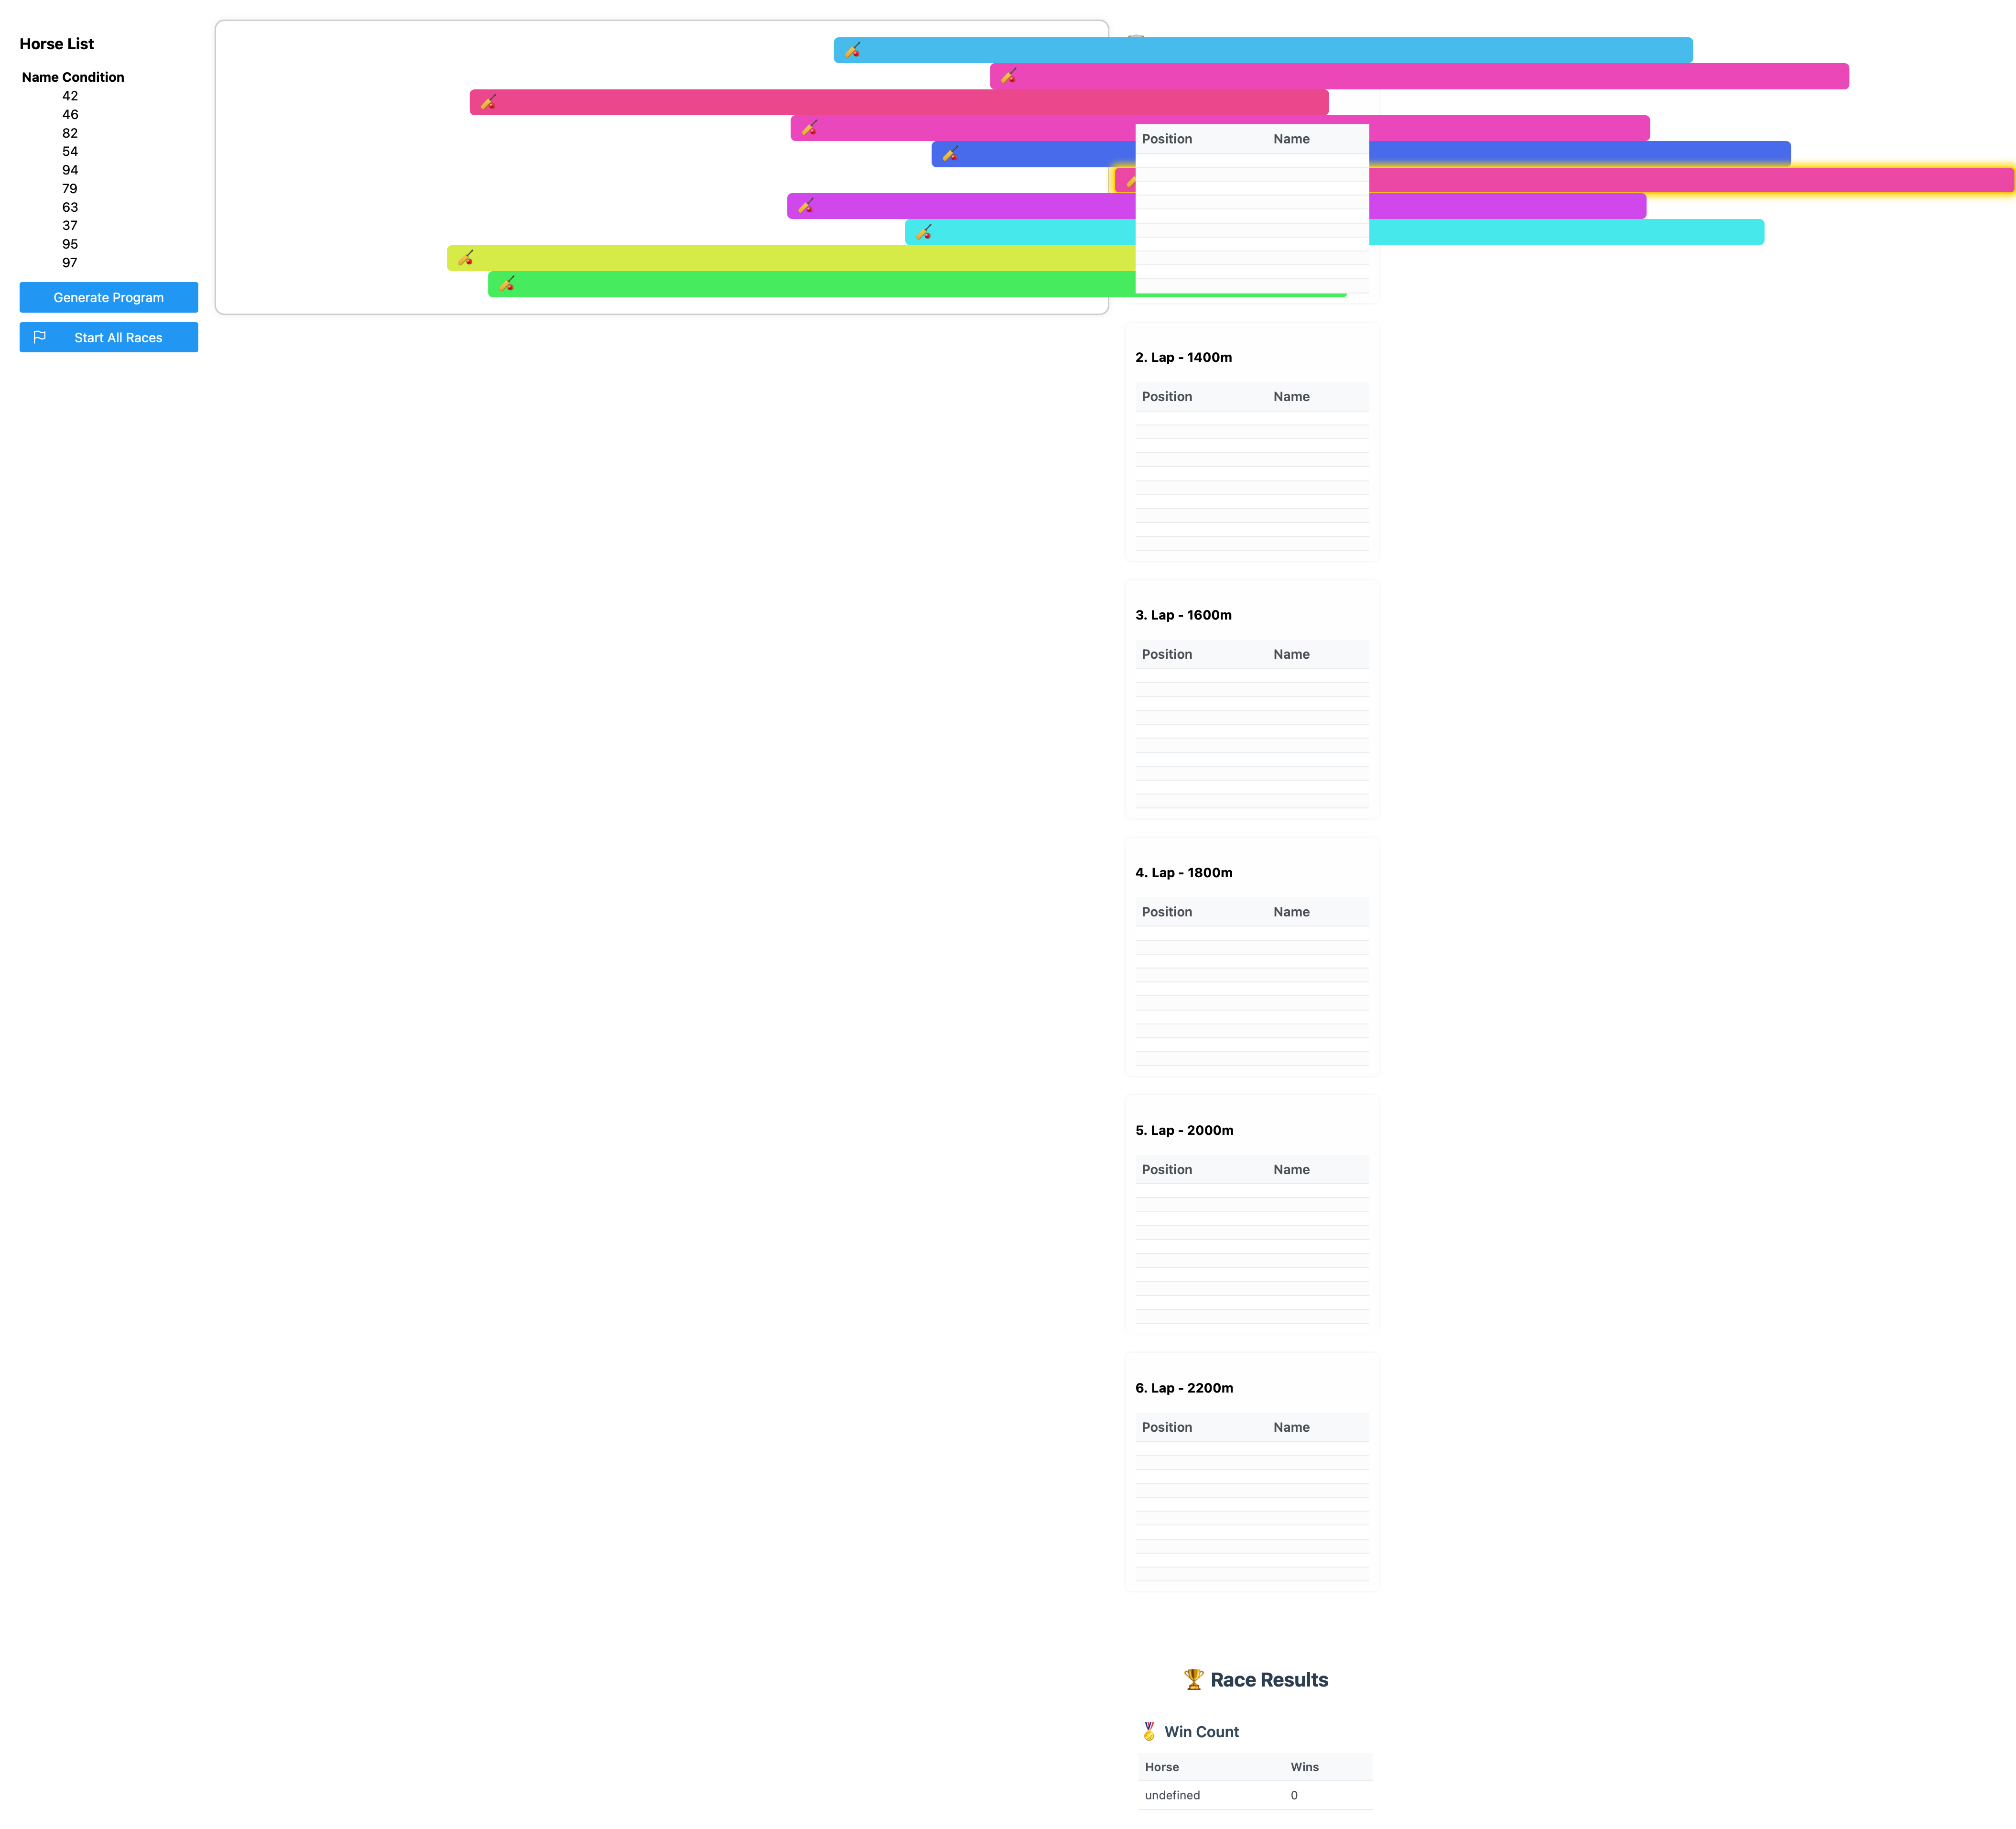 Horse List
Name Condition
42
46
82
54
94
79
63
37
95
97
Generate Program
Start All Races
Position Name
2. Lap - 1400m
Position Name
3. Lap - 1600m
Position Name
4. Lap - 1800m
Position Name
5. Lap - 2000m
Position Name
6. Lap - 2200m
Position Name
🏆 Race Results
🏅 Win Count
Horse Wins
undefined 0